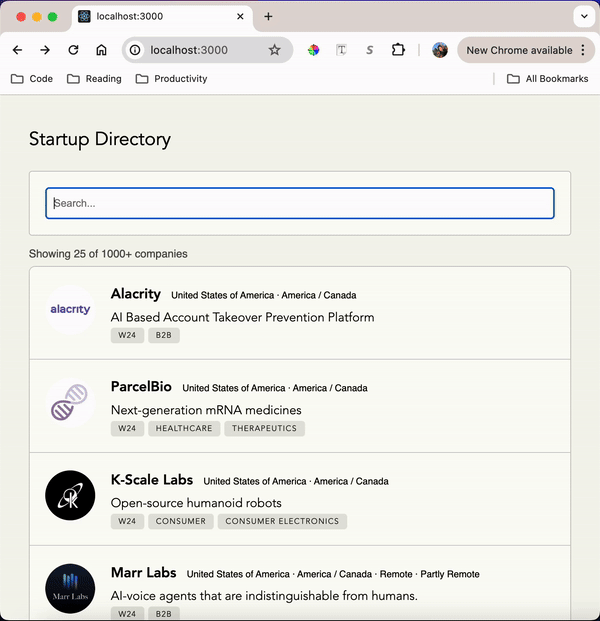 localhost:3000
localhost:3000
New Chrome available
Code
Reading
Productivity
All Bookmarks
Startup Directory
Search...
Showing 25 of 1000+ companies
alacrity
Alacrity United States of America · America / Canada
AI Based Account Takeover Prevention Platform
W24 B2B
ParcelBio United States of America · America / Canada
Next-generation mRNA medicines
W24 HEALTHCARE THERAPEUTICS
K-Scale Labs United States of America · America / Canada
Open-source humanoid robots
W24 CONSUMER CONSUMER ELECTRONICS
Marr Labs United States of America · America / Canada · Remote · Partly Remote
Marr Labs
AI-voice agents that are indistinguishable from humans.
W24 B2B